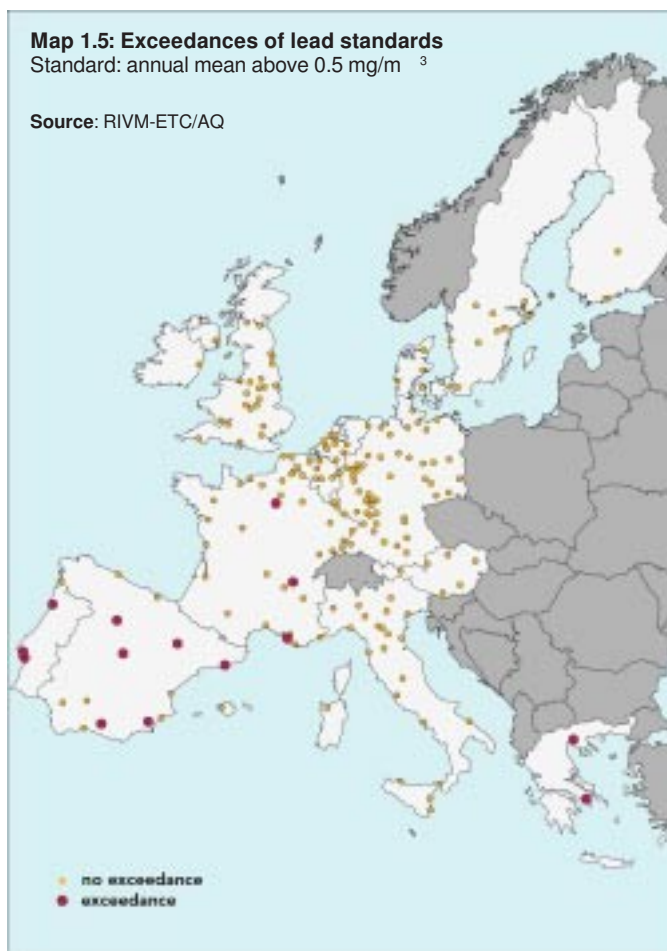 Map 1.5: Exceedances of lead standards
Standard: annual mean above 0.5 mg/m 3
Source: RIVM-ETC/AQ
no exceedance
exceedance